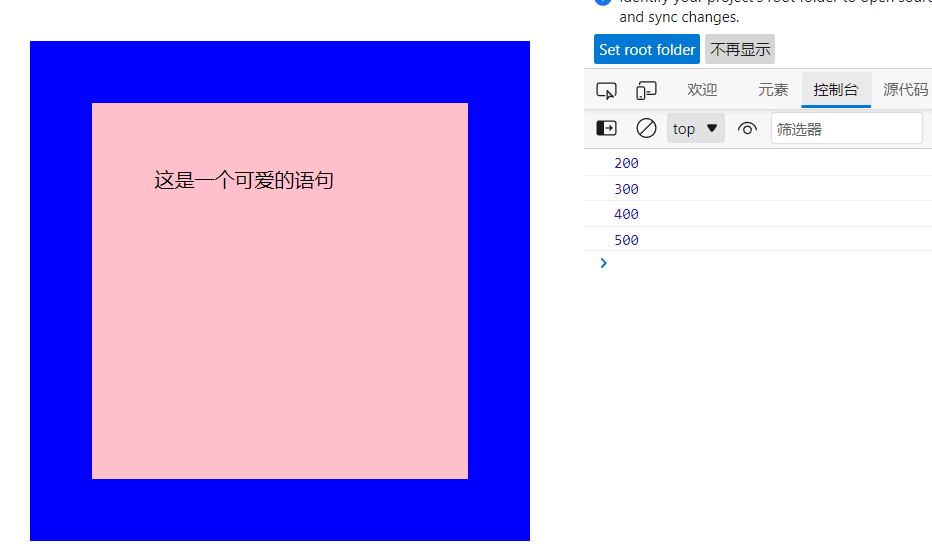 这是一个可爱的语句
and sync changes.
Set root folder 不再显示
欢迎 元素 控制台 源代码
top 筛选器
200
300
400
500